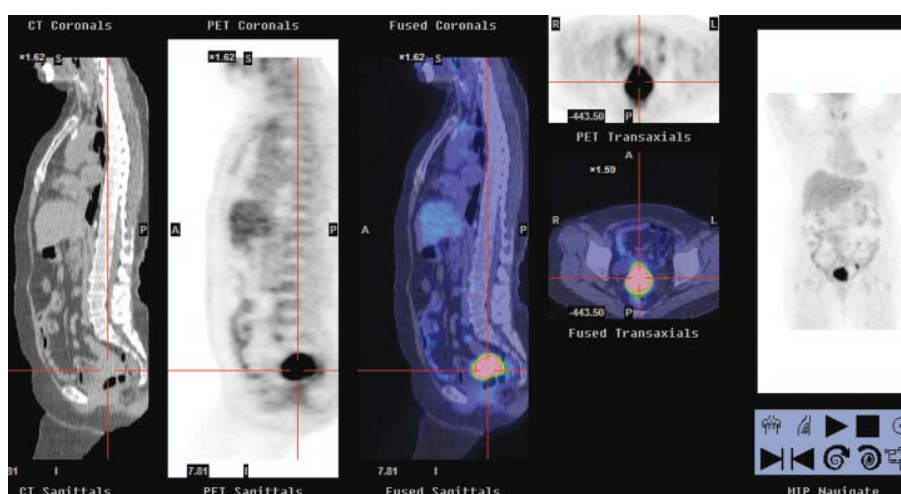 CT Coronals
PET Coronals
Fused Coronals
×1.62 S
×1.62 S
×1.62 S
R
L
-443.50 P
PET Transaxials
A
×1.59
R
L
-443.50 P
Fused Transaxials
P
A
P
A
P
7.81 I
7.81 I
7.81 I
CT Sagittals
PET Sagittals
Fused Sagittals
MIP Navigate